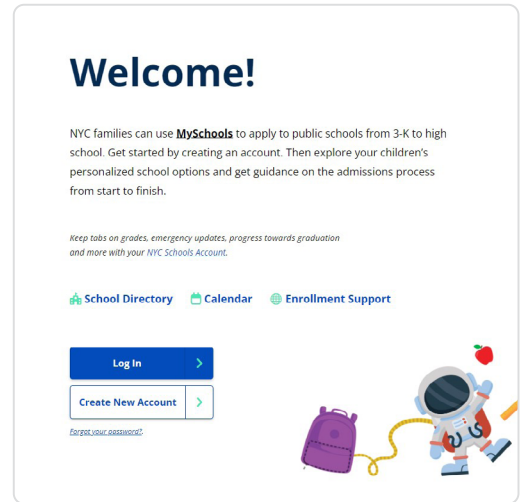 Welcome!
NYC families can use MySchools to apply to public schools from 3-K to high
school. Get started by creating an account. Then explore your children's
personalized school options and get guidance on the admissions process
from start to finish.
Keep tabs on grades, emergency updates, progress towards graduation
and more with your NYC Schools Account.
School Directory Calendar Enrollment Support
Log In
Create New Account
Forgot your password?.